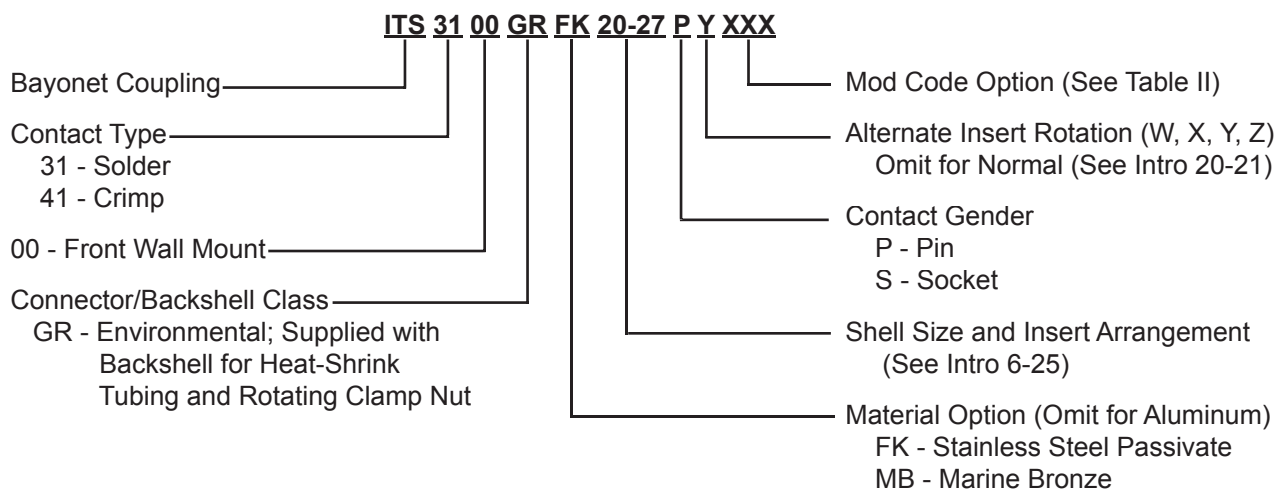 ITS 31 00 GR FK 20-27 P Y XXX
Bayonet Coupling
Contact Type
31 - Solder
41 - Crimp
00 - Front Wall Mount
Connector/Backshell Class
GR - Environmental; Supplied with
Backshell for Heat-Shrink
Tubing and Rotating Clamp Nut
Mod Code Option (See Table II)
Alternate Insert Rotation (W, X, Y, Z)
Omit for Normal (See Intro 20-21)
Contact Gender
P - Pin
S - Socket
Shell Size and Insert Arrangement
(See Intro 6-25)
Material Option (Omit for Aluminum)
FK - Stainless Steel Passivate
MB - Marine Bronze